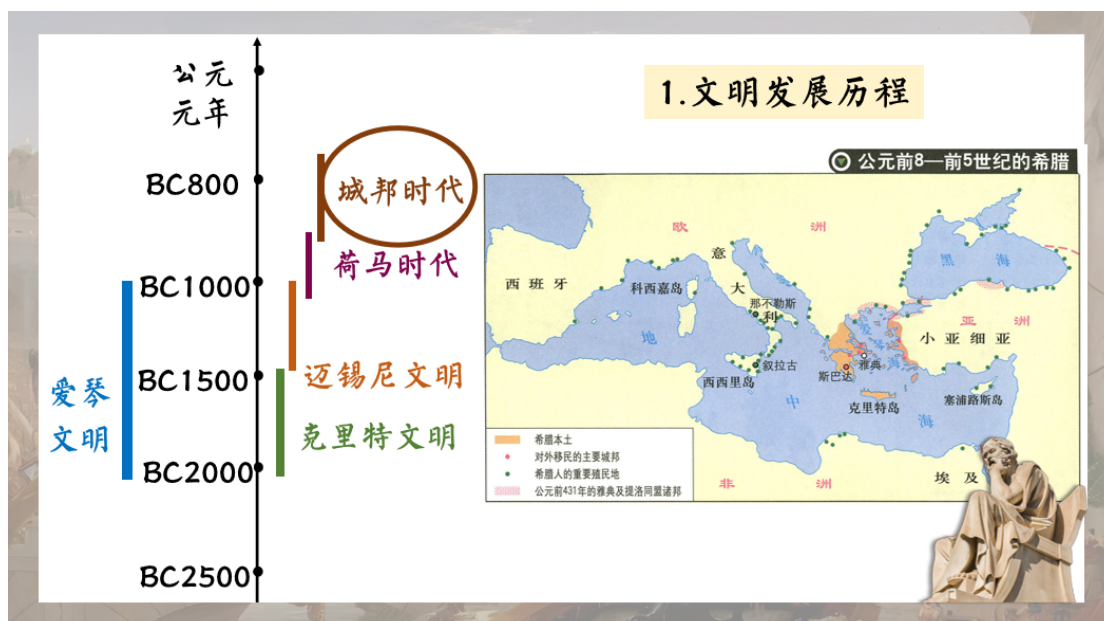 公元
元年
BC800
BC1000
BC1500
BC2000
BC2500
爱琴
文明
城邦时代
荷马时代
迈锡尼文明
克里特文明
1.文明发展历程
公元前8—前5世纪的希腊
欧 洲
西班牙
科西嘉岛
意
大
利
那不勒斯
黑 海
亚 洲
小亚细亚
地
中
海
爱
琴
海
叙拉古
西西里岛
雅典
斯巴达
克里特岛
塞浦路斯岛
非 洲
埃及
希腊本土
对外移民的主要城邦
希腊人的重要殖民地
公元前431年的雅典及提洛同盟诸邦